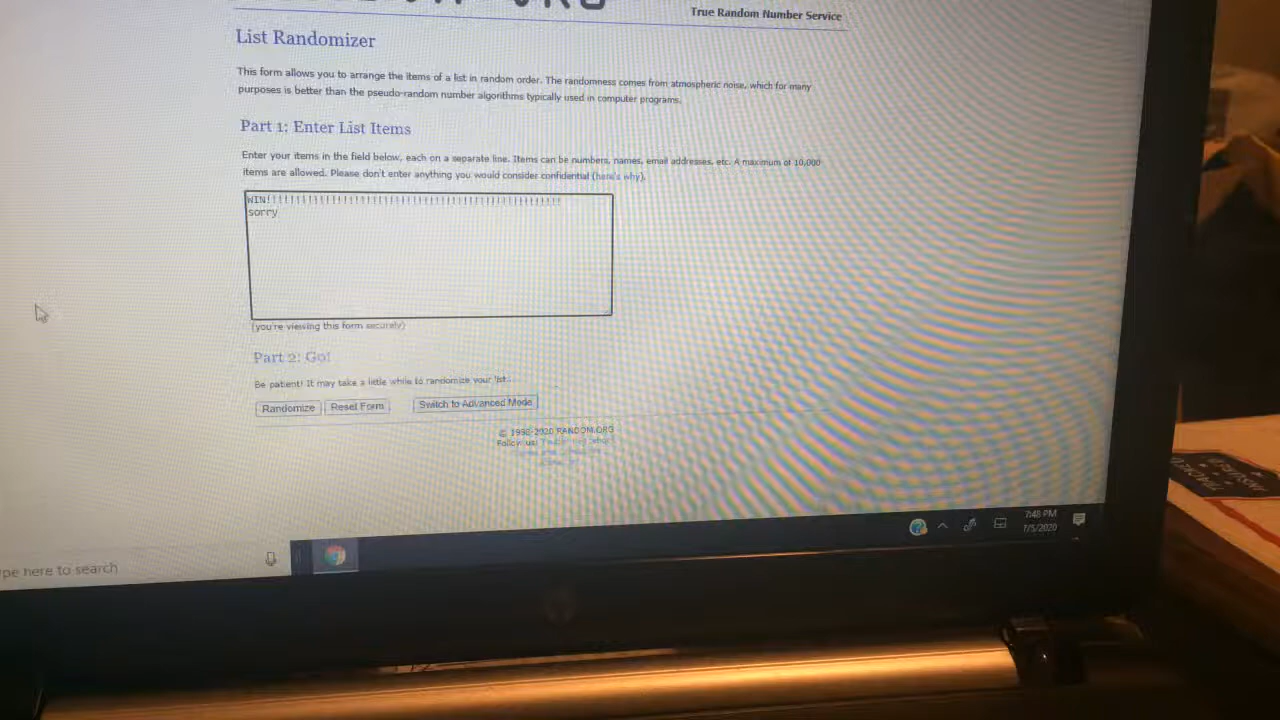 True Random Number Service
List Randomizer
This form allows you to arrange the items of a list in random order. The randomness comes from atmospheric noise, which for many
purposes is better than the pseudo-random number algorithms typically used in computer programs.
Part 1: Enter List Items
Enter your items in the field below, each on a separate line. Items can be numbers, names, email addresses, etc. A maximum of 10,000
items are allowed. Please don't enter anything you would consider confidential (here's why).
WIN!!!!!!!!!!!!!!!!!!!!!!!!!!!!!!!!!!!!!!!!!!!!!!!!!!!!
sorry
(you're viewing this form securely)
Part 2: Go!
Be patient! It may take a little while to randomize your list...
Randomize Reset Form Switch to Advanced Mode
© 1998-2020 RANDOM.ORG
Follow us:
7:48 PM
7/5/2020
pe here to search